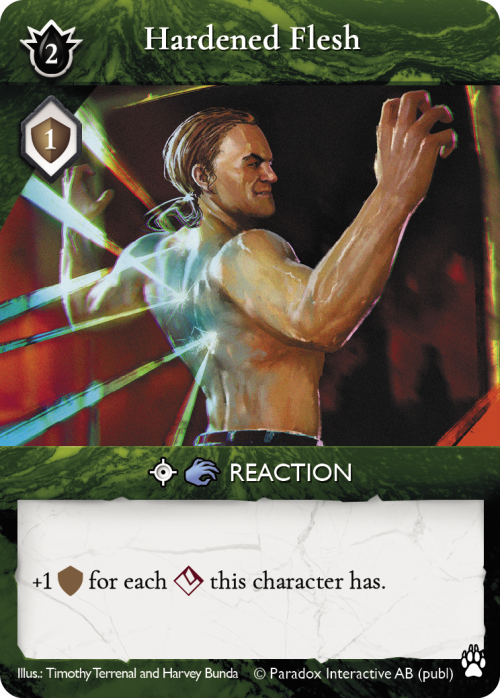 Hardened Flesh
2
1
REACTION
+1 for each this character has.
Illus.: Timothy Terrenal and Harvey Bunda © Paradox Interactive AB (publ)